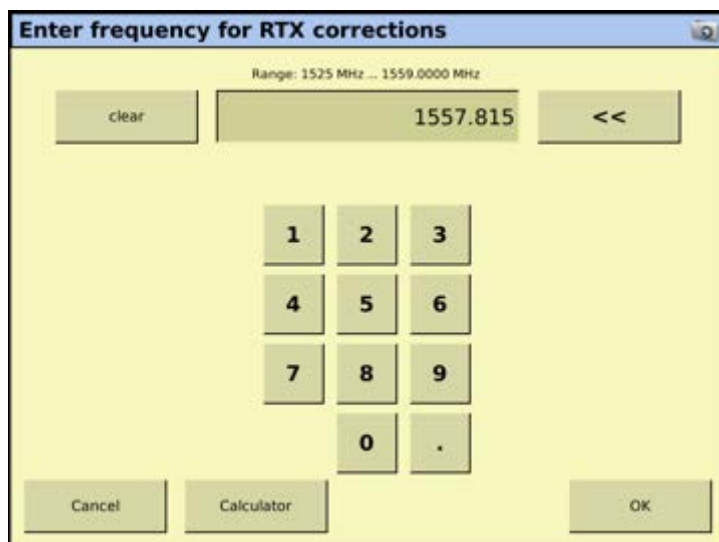 Enter frequency for RTX corrections
Range: 1525 MHz ... 1559.0000 MHz
clear 1557.815 <<
1 2 3
4 5 6
7 8 9
0 .
Cancel Calculator OK